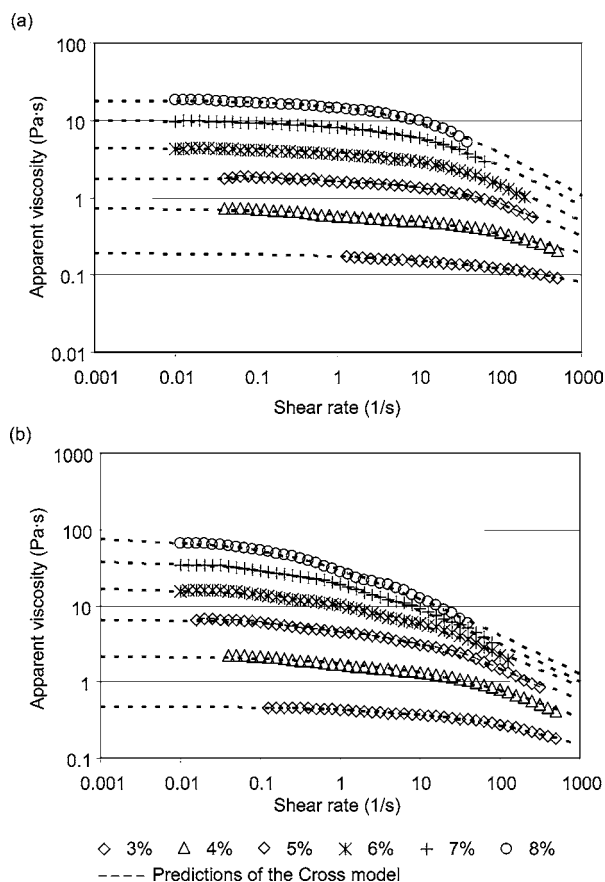 (a)
100
10
1
0.1
0.01
Apparent viscosity (Pa·s)
0.001 0.01 0.1 1 10 100 1000
Shear rate (1/s)
(b)
1000
100
10
1
0.1
Apparent viscosity (Pa·s)
0.001 0.01 0.1 1 10 100 1000
Shear rate (1/s)
3% 4% 5% 6% 7% 8%
Predictions of the Cross model